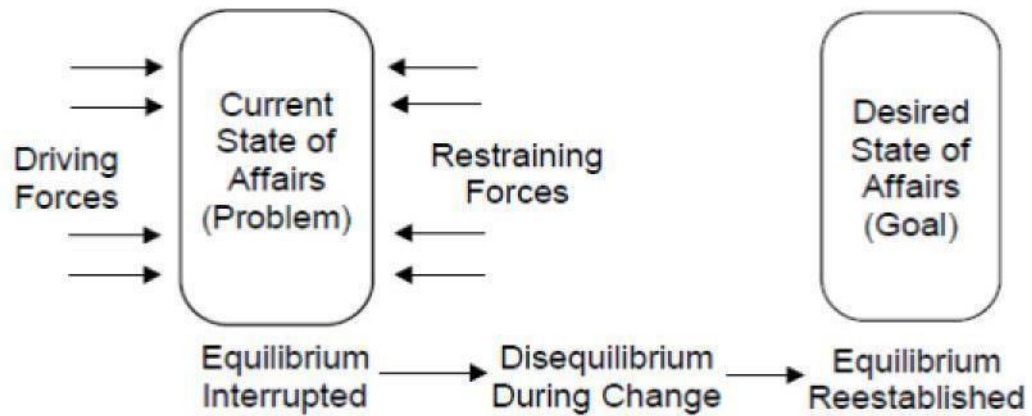 Driving
Forces
Current
State of
Affairs
(Problem)
Restraining
Forces
Desired
State of
Affairs
(Goal)
Equilibrium
Interrupted
Disequilibrium
During Change
Equilibrium
Reestablished